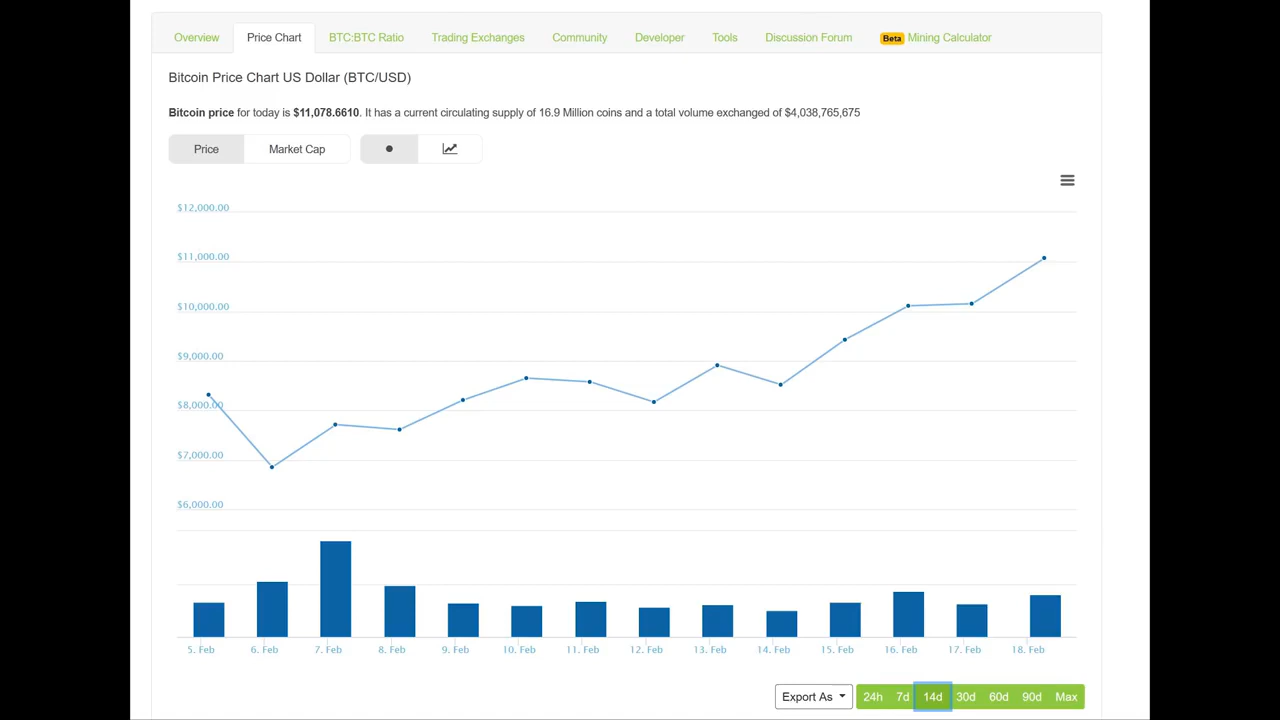 Overview Price Chart BTC:BTC Ratio Trading Exchanges Community Developer Tools Discussion Forum Beta Mining Calculator
Bitcoin Price Chart US Dollar (BTC/USD)
Bitcoin price for today is $11,078.6610. It has a current circulating supply of 16.9 Million coins and a total volume exchanged of $4,038,765,675
Price Market Cap
$12,000.00
$11,000.00
$10,000.00
$9,000.00
$8,000.00
$7,000.00
$6,000.00
5. Feb 6. Feb 7. Feb 8. Feb 9. Feb 10. Feb 11. Feb 12. Feb 13. Feb 14. Feb 15. Feb 16. Feb 17. Feb 18. Feb
Export As 24h 7d 14d 30d 60d 90d Max